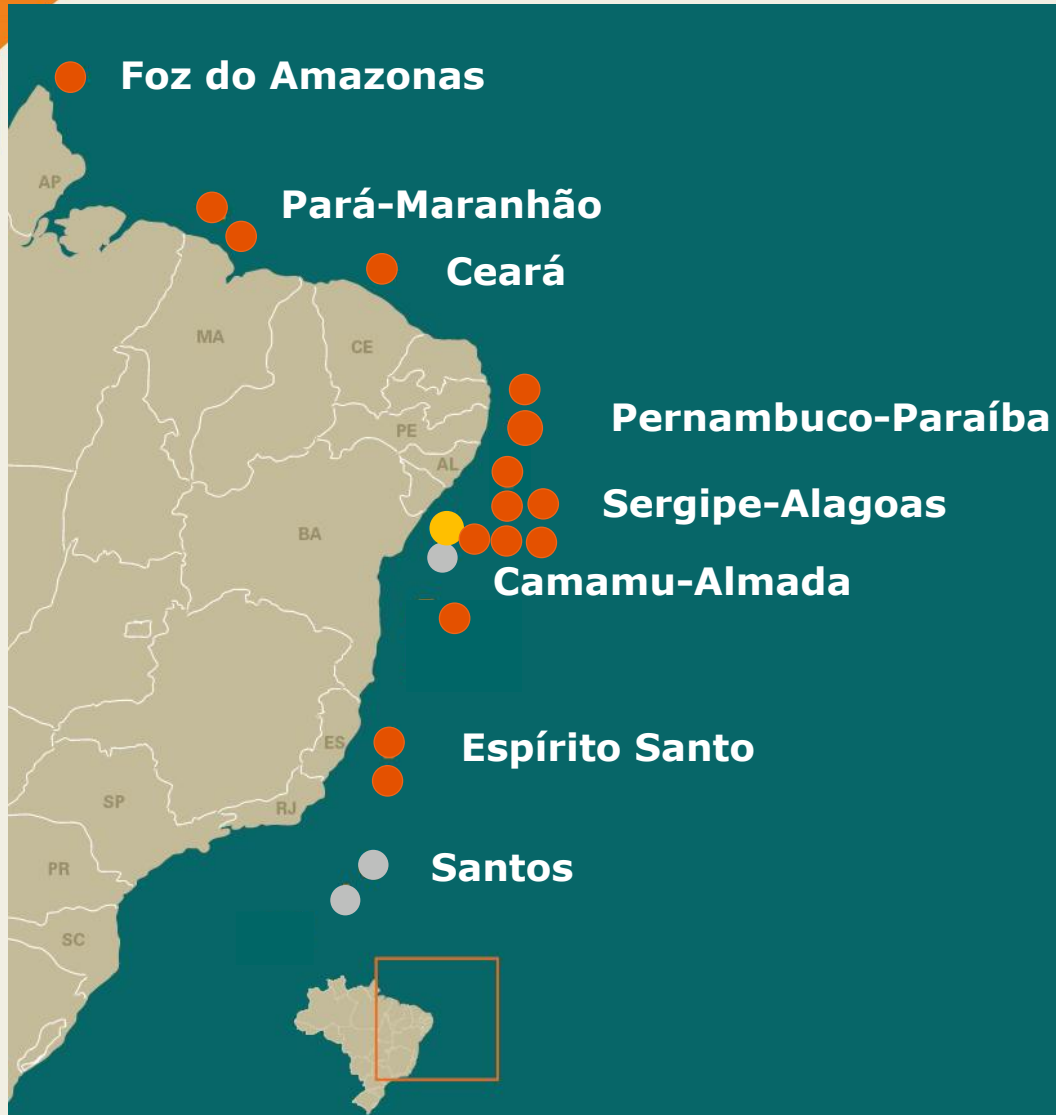 Foz do Amazonas
AP
Pará-Maranhão
Ceará
MA
CE
Pernambuco-Paraíba
PE
AL
Sergipe-Alagoas
BA
Camamu-Almada
ES
Espírito Santo
SP
RJ
Santos
PR
SC